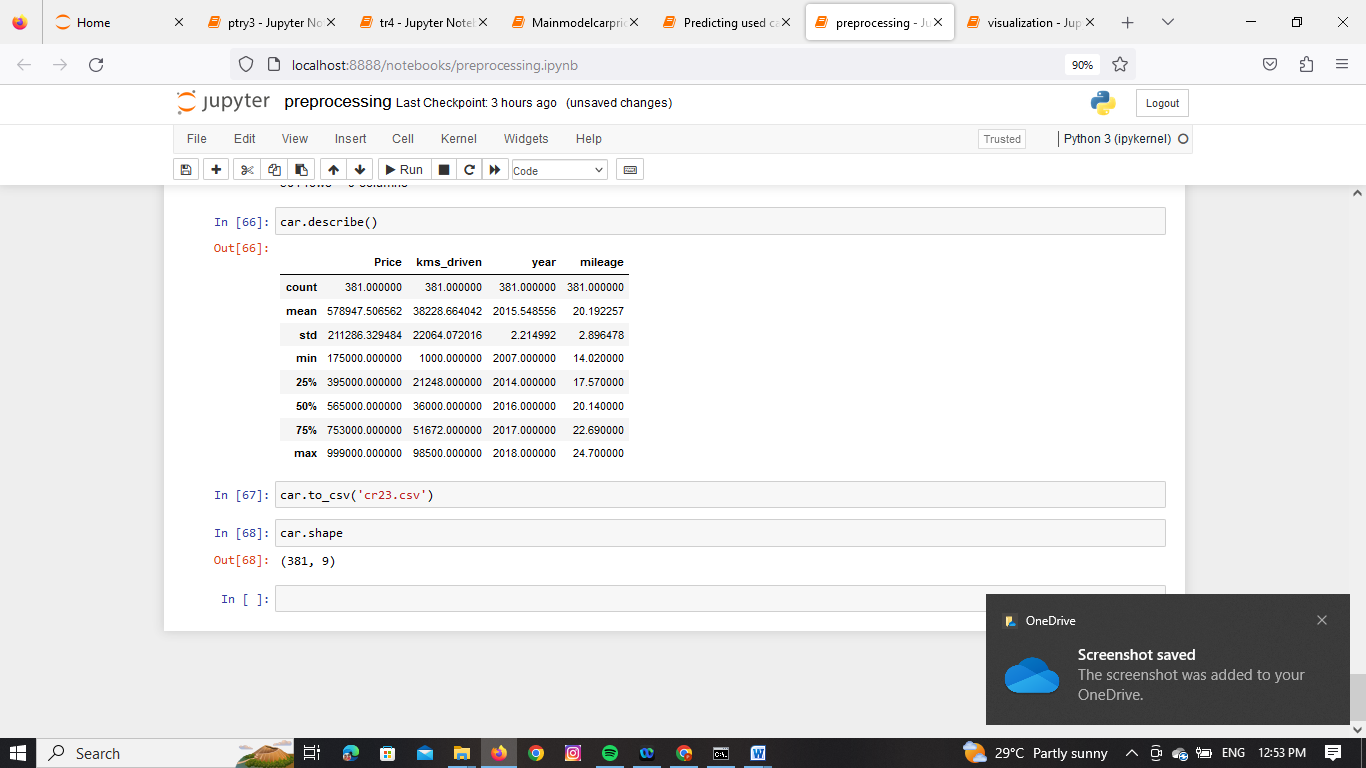 Home
ptry3 - Jupyter No
tr4 - Jupyter Note
Mainmodelcarpric
Predicting used ca
preprocessing - Ju
visualization - Jup
localhost:8888/notebooks/preprocessing.ipynb
90%
jupyter preprocessing Last Checkpoint: 3 hours ago (unsaved changes)
Logout
File Edit View Insert Cell Kernel Widgets Help
Trusted
Python 3 (ipykernel)
Run
Code
In [66]: car.describe()
Out[66]:
Price kms_driven year mileage
count 381.000000 381.000000 381.000000 381.000000
mean 578947.506562 38228.664042 2015.548556 20.192257
std 211286.329484 22064.072016 2.214992 2.896478
min 175000.000000 1000.000000 2007.000000 14.020000
25% 395000.000000 21248.000000 2014.000000 17.570000
50% 565000.000000 36000.000000 2016.000000 20.140000
75% 753000.000000 51672.000000 2017.000000 22.690000
max 999000.000000 98500.000000 2018.000000 24.700000
In [67]: car.to_csv('cr23.csv')
In [68]: car.shape
Out[68]: (381, 9)
In [ ]:
OneDrive
Screenshot saved
The screenshot was added to your
OneDrive.
Search
29°C Partly sunny
ENG
12:53 PM